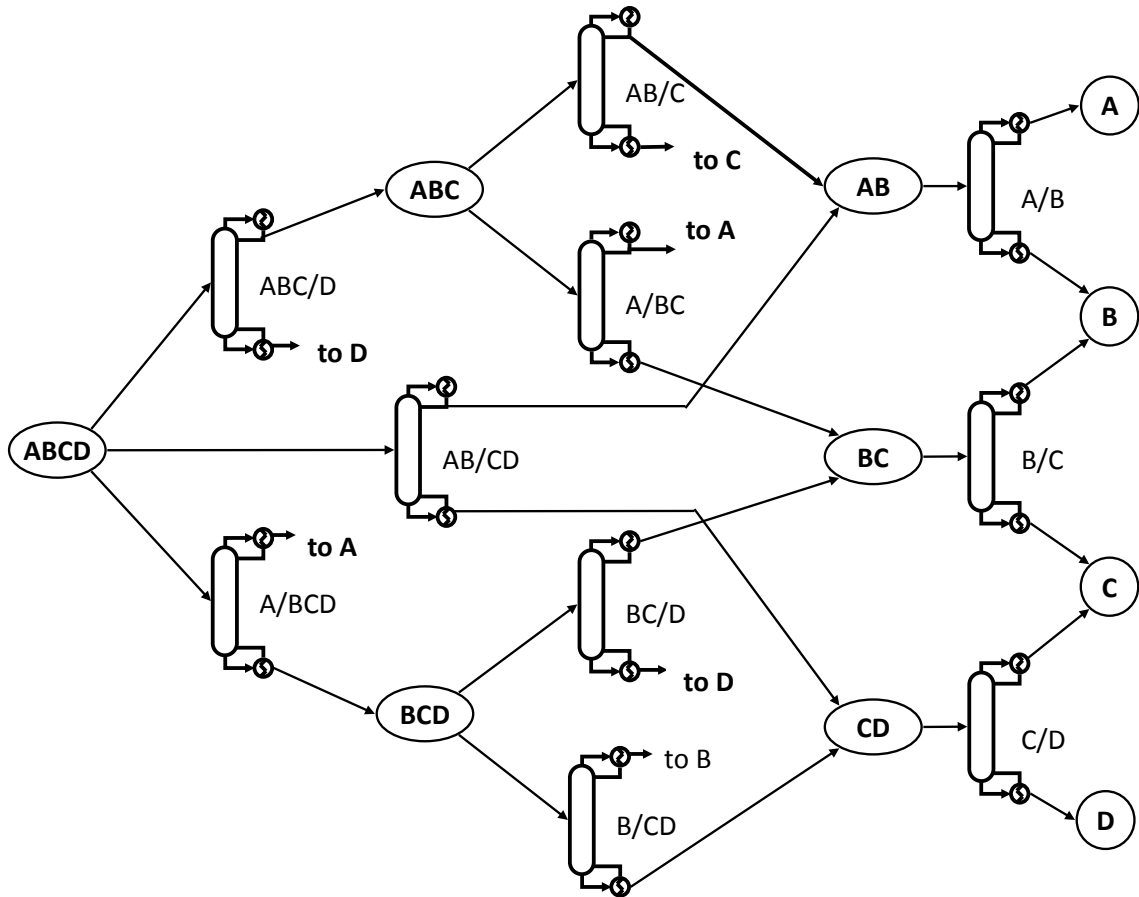 AB/C
A
to C
ABC
AB
A/B
to A
ABC/D
A/BC
B
to D
ABCD
AB/CD
BC
B/C
to A
A/BCD
BC/D
C
to D
BCD
CD
C/D
to B
B/CD
D